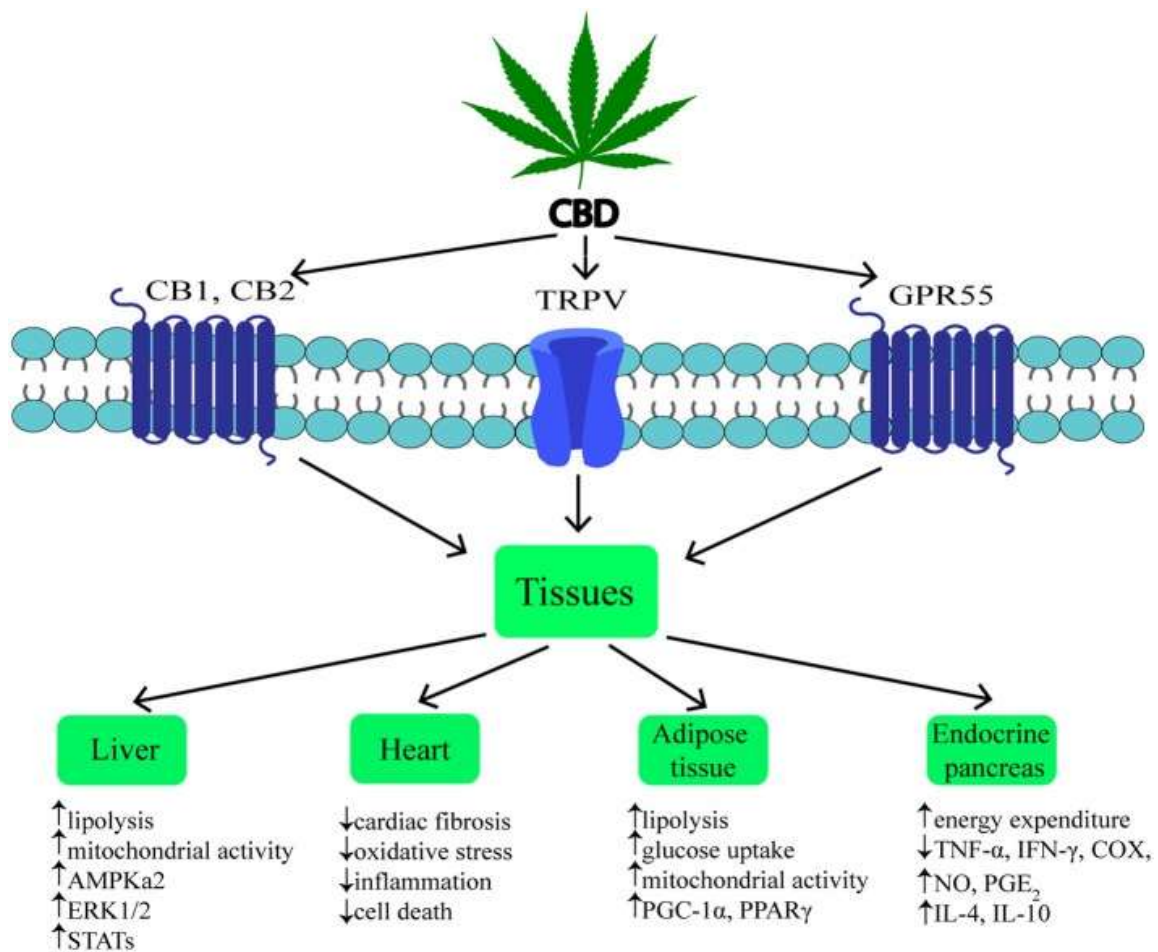 CBD
CB1, CB2
TRPV
GPR55
Tissues
Liver
↑lipolysis
↑mitochondrial activity
↑AMPKa2
↑ERK1/2
↑STATs
Heart
↓cardiac fibrosis
↓oxidative stress
↓inflammation
↓cell death
Adipose
tissue
↑lipolysis
↑glucose uptake
↑mitochondrial activity
↑PGC-1α, PPARγ
Endocrine
pancreas
↑energy expenditure
↓TNF-α, IFN-γ, COX,
↑NO, PGE₂
↑IL-4, IL-10